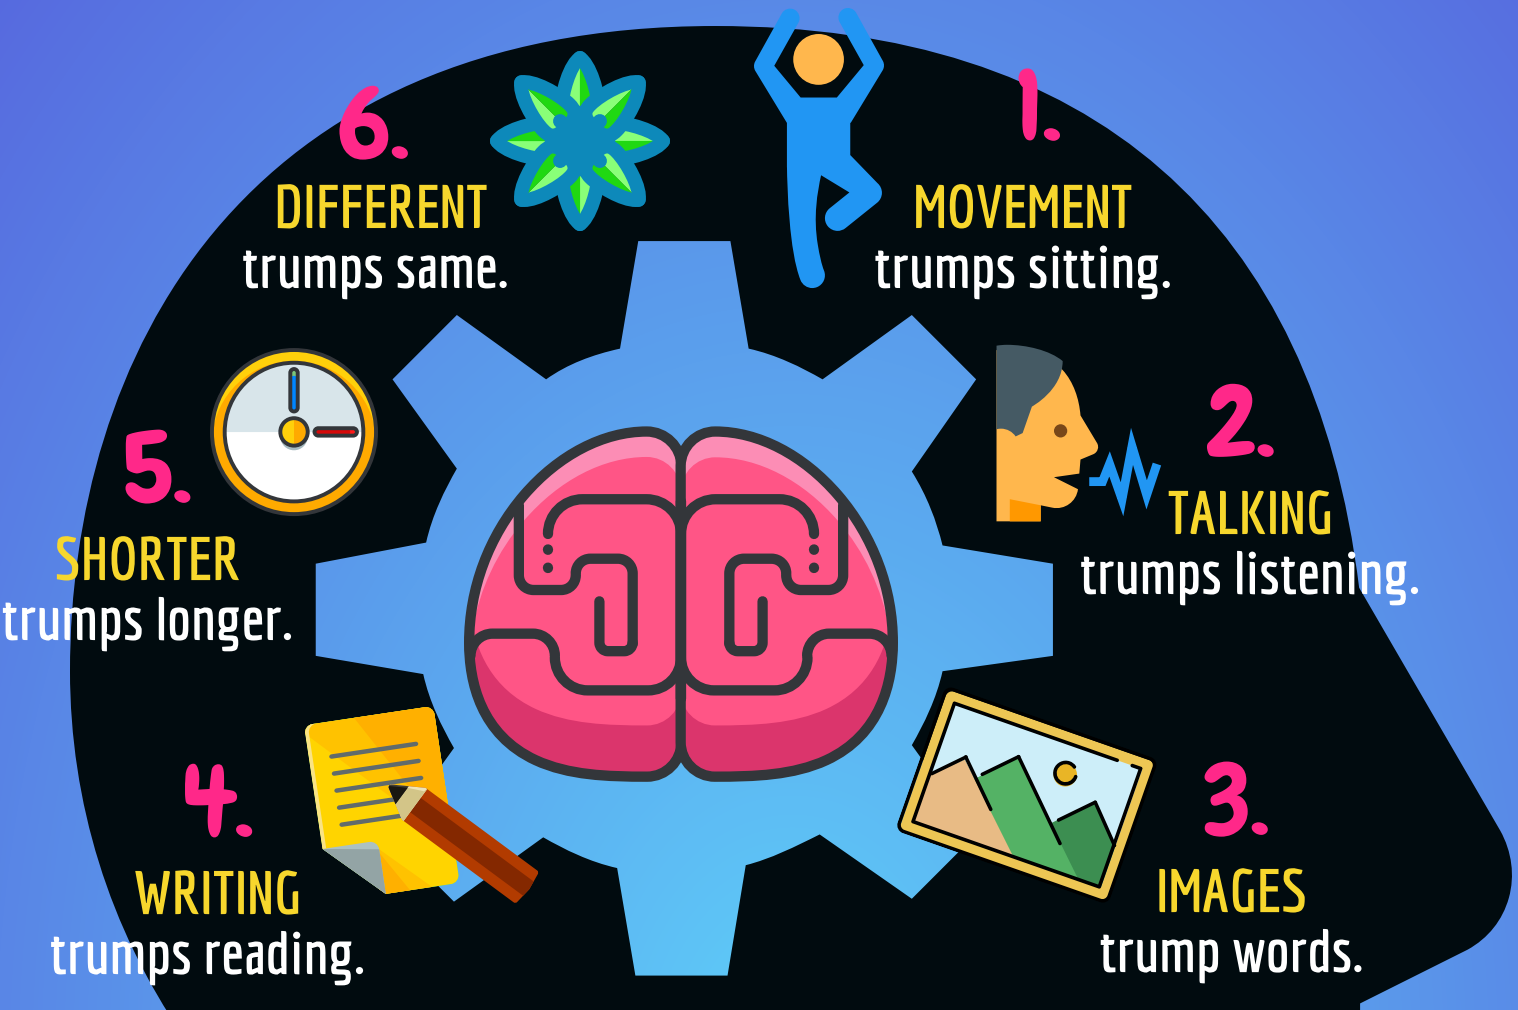 1.
MOVEMENT
trumps sitting.
2.
TALKING
trumps listening.
3.
IMAGES
trump words.
4.
WRITING
trumps reading.
5.
SHORTER
trumps longer.
6.
DIFFERENT
trumps same.